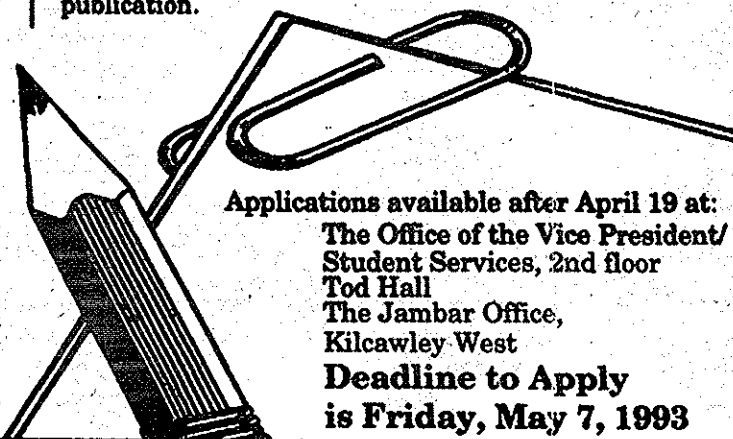 publication.
Applications available after April 19 at:
The Office of the Vice President/
Student Services, 2nd floor
Tod Hall
The Jambar Office,
Kilcawley West
Deadline to Apply
is Friday, May 7, 1993